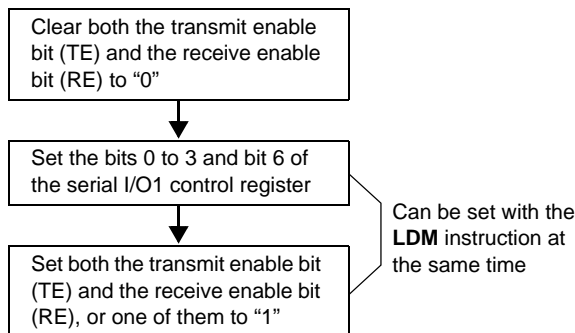 Clear both the transmit enable
bit (TE) and the receive enable
bit (RE) to “0”
Set the bits 0 to 3 and bit 6 of
the serial I/O1 control register
Can be set with the
LDM instruction at
the same time
Set both the transmit enable bit
(TE) and the receive enable bit
(RE), or one of them to “1”